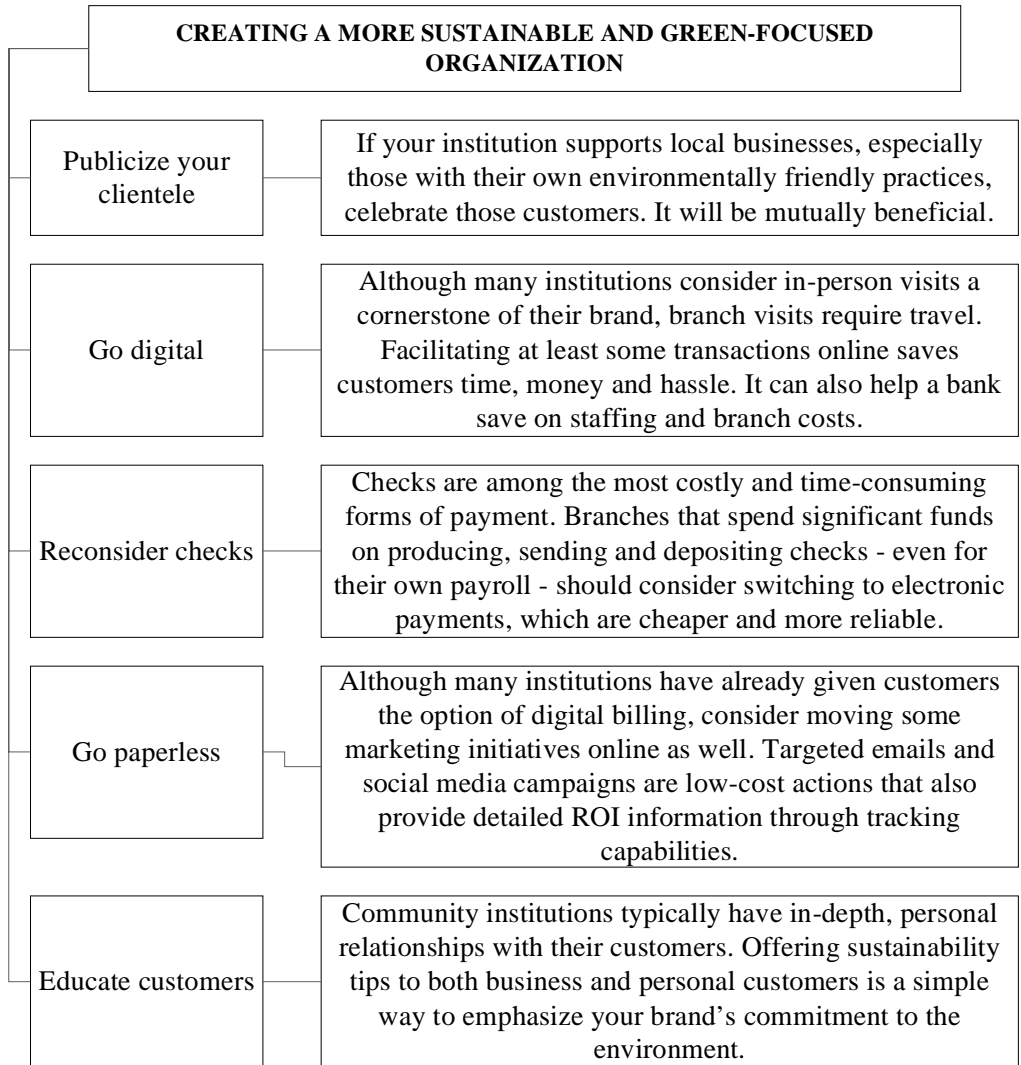 CREATING A MORE SUSTAINABLE AND GREEN-FOCUSED
ORGANIZATION
Publicize your
clientele
If your institution supports local businesses, especially
those with their own environmentally friendly practices,
celebrate those customers. It will be mutually beneficial.
Go digital
Although many institutions consider in-person visits a
cornerstone of their brand, branch visits require travel.
Facilitating at least some transactions online saves
customers time, money and hassle. It can also help a bank
save on staffing and branch costs.
Reconsider checks
Checks are among the most costly and time-consuming
forms of payment. Branches that spend significant funds
on producing, sending and depositing checks - even for
their own payroll - should consider switching to electronic
payments, which are cheaper and more reliable.
Go paperless
Although many institutions have already given customers
the option of digital billing, consider moving some
marketing initiatives online as well. Targeted emails and
social media campaigns are low-cost actions that also
provide detailed ROI information through tracking
capabilities.
Educate customers
Community institutions typically have in-depth, personal
relationships with their customers. Offering sustainability
tips to both business and personal customers is a simple
way to emphasize your brand’s commitment to the
environment.